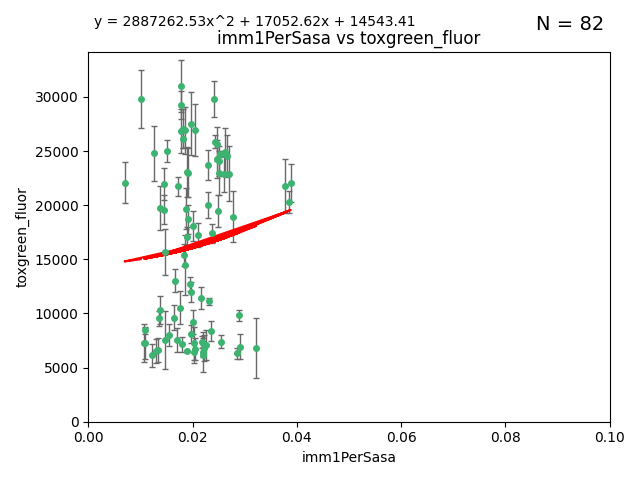 y = 2887262.53x^2 + 17052.62x + 14543.41
N = 82
imm1PerSasa vs toxgreen_fluor
30000
25000
20000
15000
10000
5000
0
toxgreen_fluor
0.00 0.02 0.04 0.06 0.08 0.10
imm1PerSasa